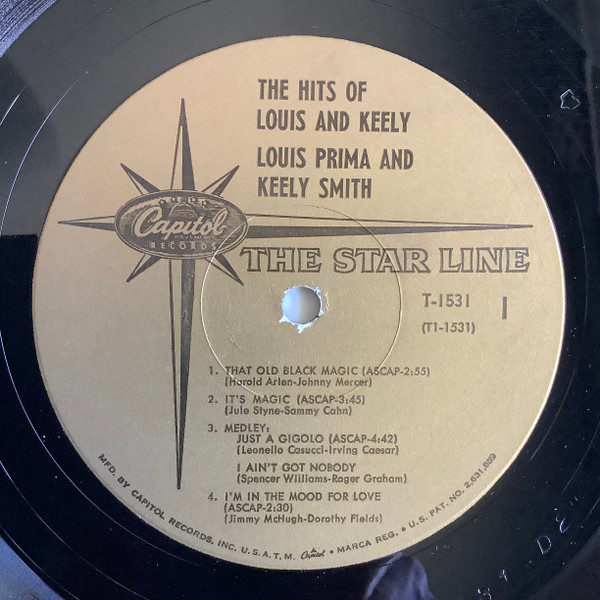 THE HITS OF
LOUIS AND KEELY
LOUIS PRIMA AND
KEELY SMITH
Capitol
RECORDS
THE STAR LINE
T-1531 1
(T1-1531)
1. THAT OLD BLACK MAGIC (ASCAP-2:55)
(Harold Arlen-Johnny Mercer)
2. IT'S MAGIC (ASCAP-3:45)
(Jule Styne-Sammy Cahn)
3. MEDLEY:
JUST A GIGOLO (ASCAP-4:42)
(Leonello Casucci-Irving Caesar)
I AIN'T GOT NOBODY
(Spencer Williams-Roger Graham)
4. I'M IN THE MOOD FOR LOVE
(ASCAP-2:30)
(Jimmy McHugh-Dorothy Fields)
MFD. BY CAPITOL RECORDS, INC. U.S.A. T.M. Capitol • MARCA REG. • U.S. PAT. NO. 2,631,859